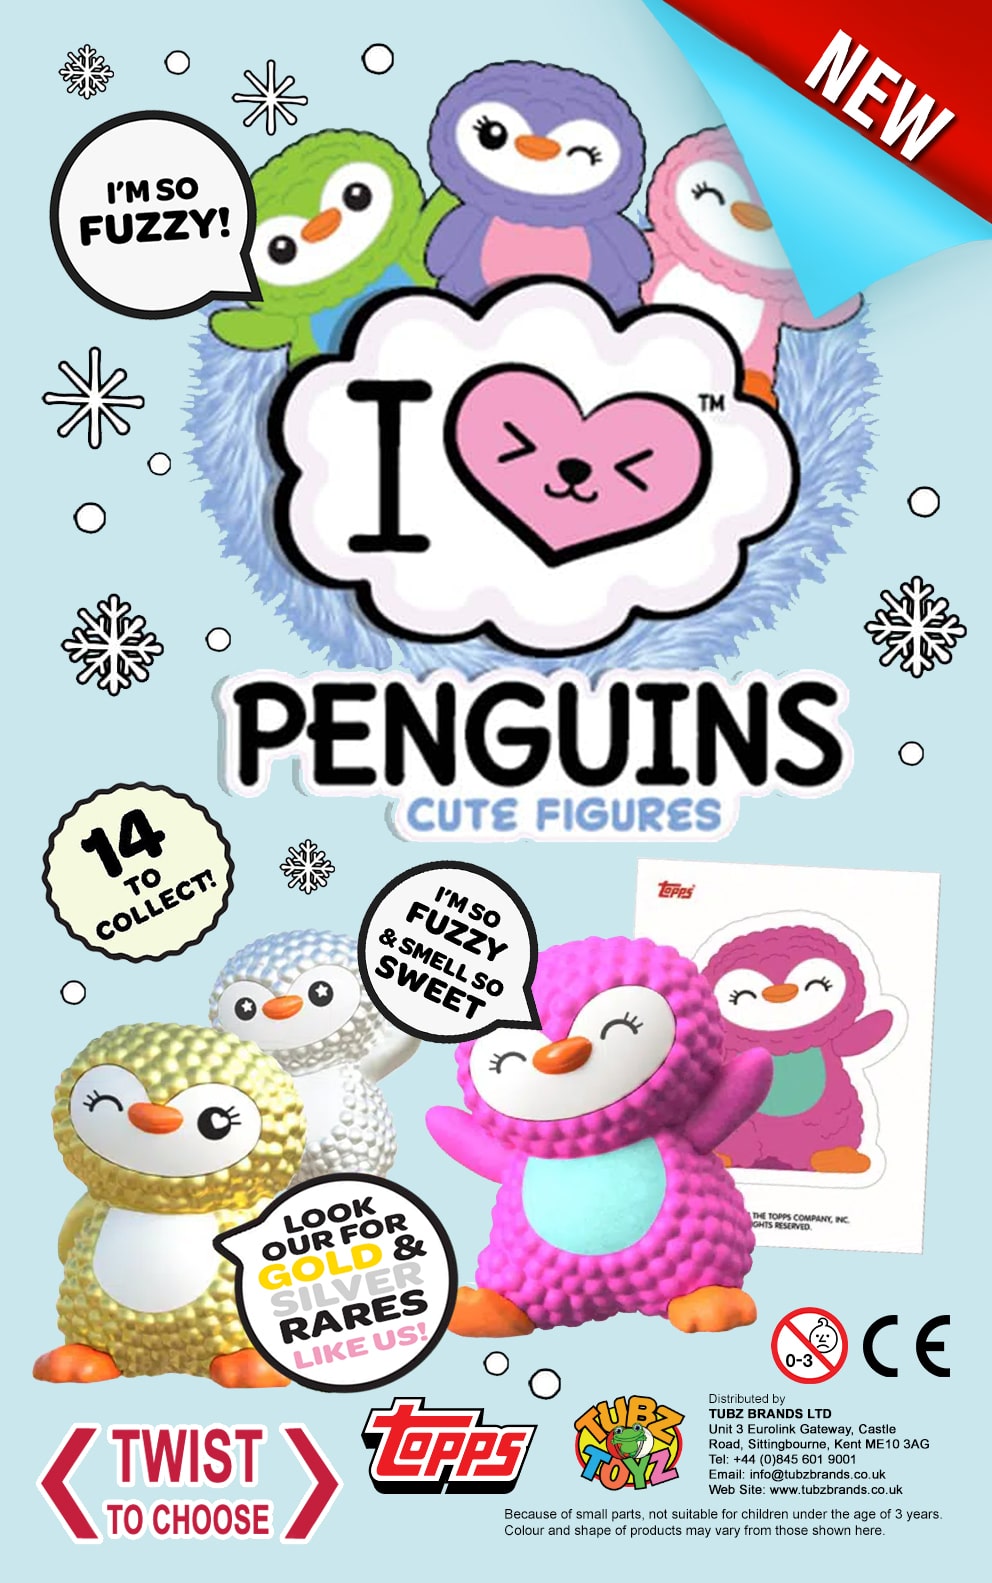 NEW
I'M SO
FUZZY!
I
TM
PENGUINS
CUTE FIGURES
14
TO
COLLECT!
I'M SO
FUZZY
& SMELL SO
SWEET
Topps
THE TOPPS COMPANY, INC.
GHTS RESERVED.
LOOK
OUR FOR
GOLD &
SILVER
RARES
LIKE US!
0-3
CE
TWIST
TO CHOOSE
Topps
TUBZ
TOYZ
Distributed by
TUBZ BRANDS LTD
Unit 3 Eurolink Gateway, Castle
Road, Sittingbourne, Kent ME10 3AG
Tel: +44 (0)845 601 9001
Email: info@tubzbrands.co.uk
Web Site: www.tubzbrands.co.uk
Because of small parts, not suitable for children under the age of 3 years.
Colour and shape of products may vary from those shown here.